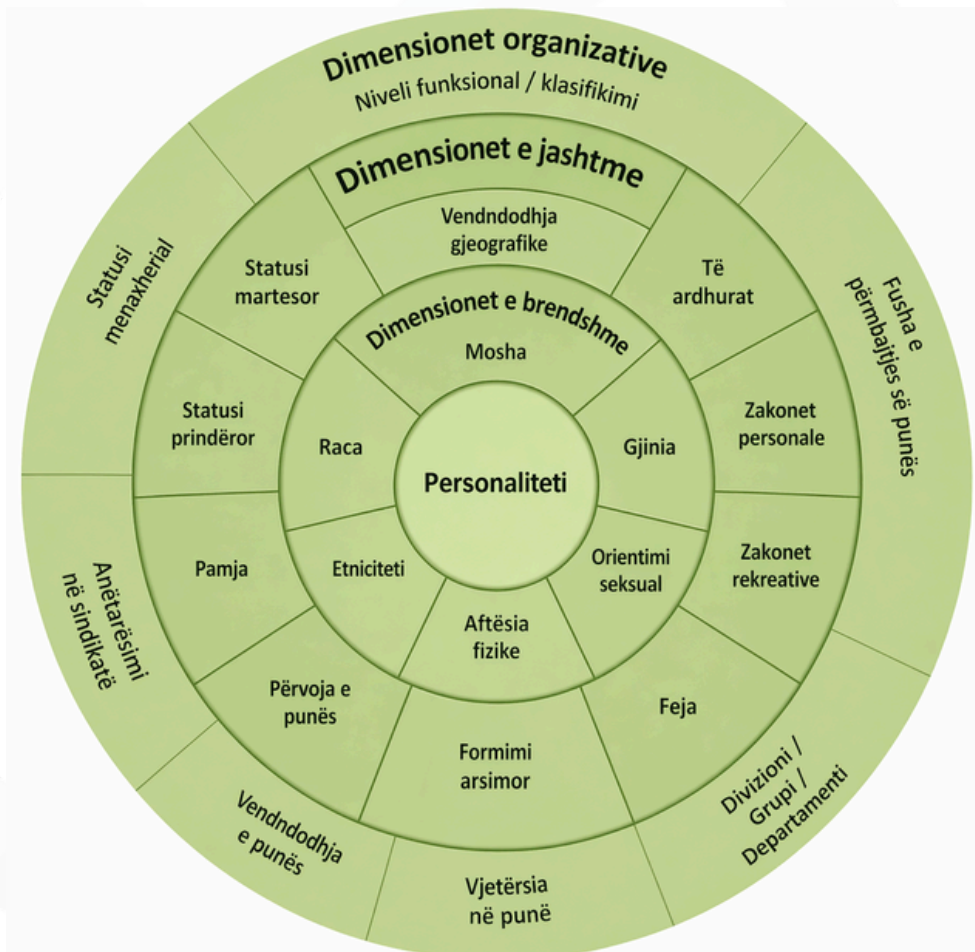 Dimensionet organizative
Niveli funksional / klasifikimi
Dimensionet e jashtme
Vendndodhja
gjeografike
Dimensionet e brendshme
Mosha
Personaliteti
Gjinia
Orientimi
seksual
Aftësia
fizike
Etniciteti
Raca
Të
ardhurat
Zakonet
personale
Zakonet
rekreative
Feja
Formimi
arsimor
Përvoja e
punës
Pamja
Statusi
prindëror
Statusi
martesor
Fusha e
përmbajtjes së punës
Divizioni /
Grupi /
Departamenti
Vjetërsia
në punë
Vendndodhja
e punës
Anëtarësimi
në sindikatë
Statusi
menaxherial